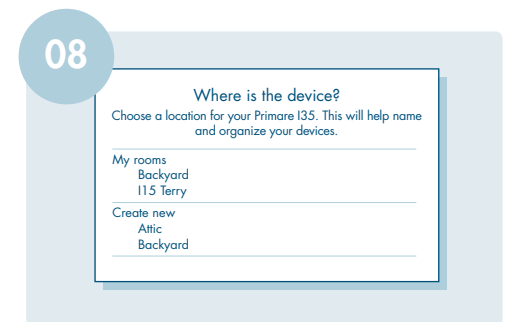 08
Where is the device?
Choose a location for your Primare I35. This will help name
and organize your devices.
My rooms
Backyard
I15 Terry
Create new
Attic
Backyard